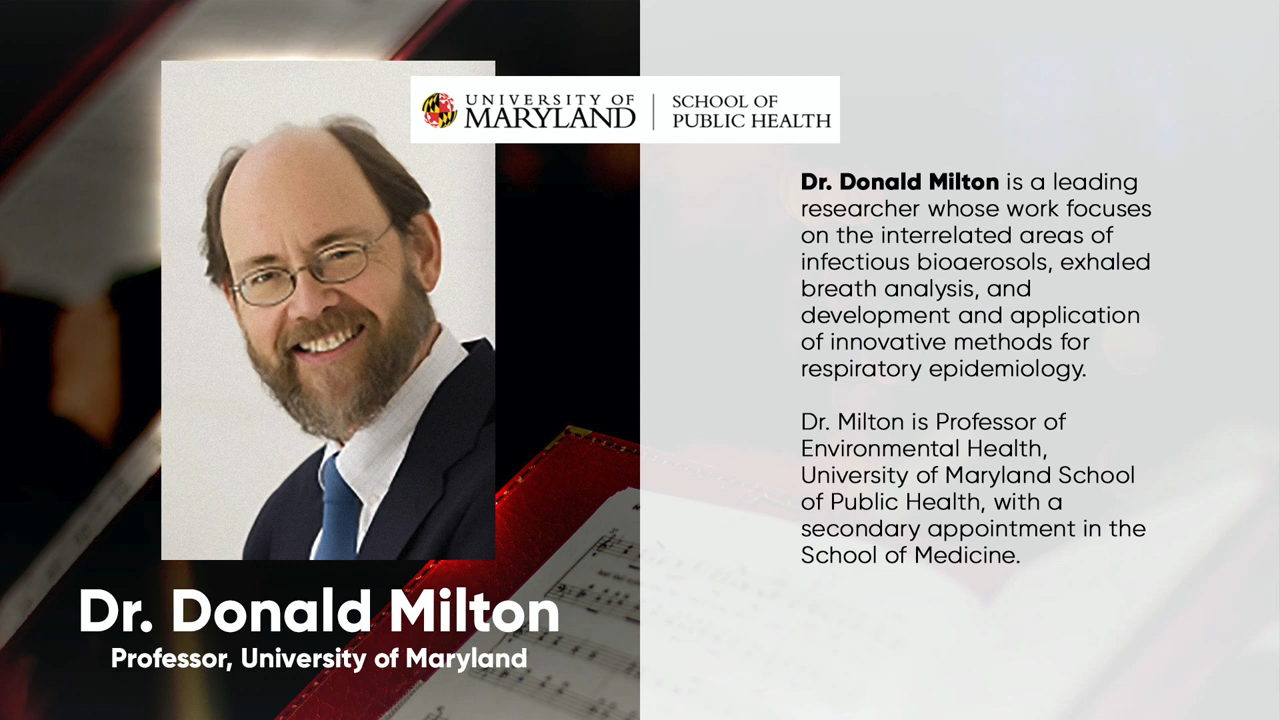 UNIVERSITY OF
MARYLAND
SCHOOL OF
PUBLIC HEALTH
Dr. Donald Milton is a leading
researcher whose work focuses
on the interrelated areas of
infectious bioaerosols, exhaled
breath analysis, and
development and application
of innovative methods for
respiratory epidemiology.
Dr. Milton is Professor of
Environmental Health,
University of Maryland School
of Public Health, with a
secondary appointment in the
School of Medicine.
Dr. Donald Milton
Professor, University of Maryland